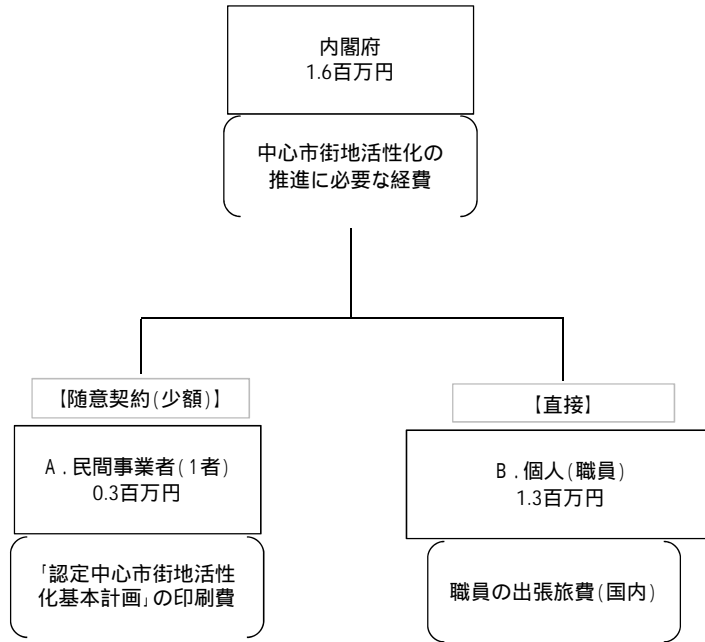 内閣府
1.6百万円
中心市街地活性化の
推進に必要な経費
【随意契約(少額)】
A．民間事業者(1者)
0.3百万円
「認定中心市街地活性
化基本計画」の印刷費
【直接】
B．個人(職員)
1.3百万円
職員の出張旅費(国内)